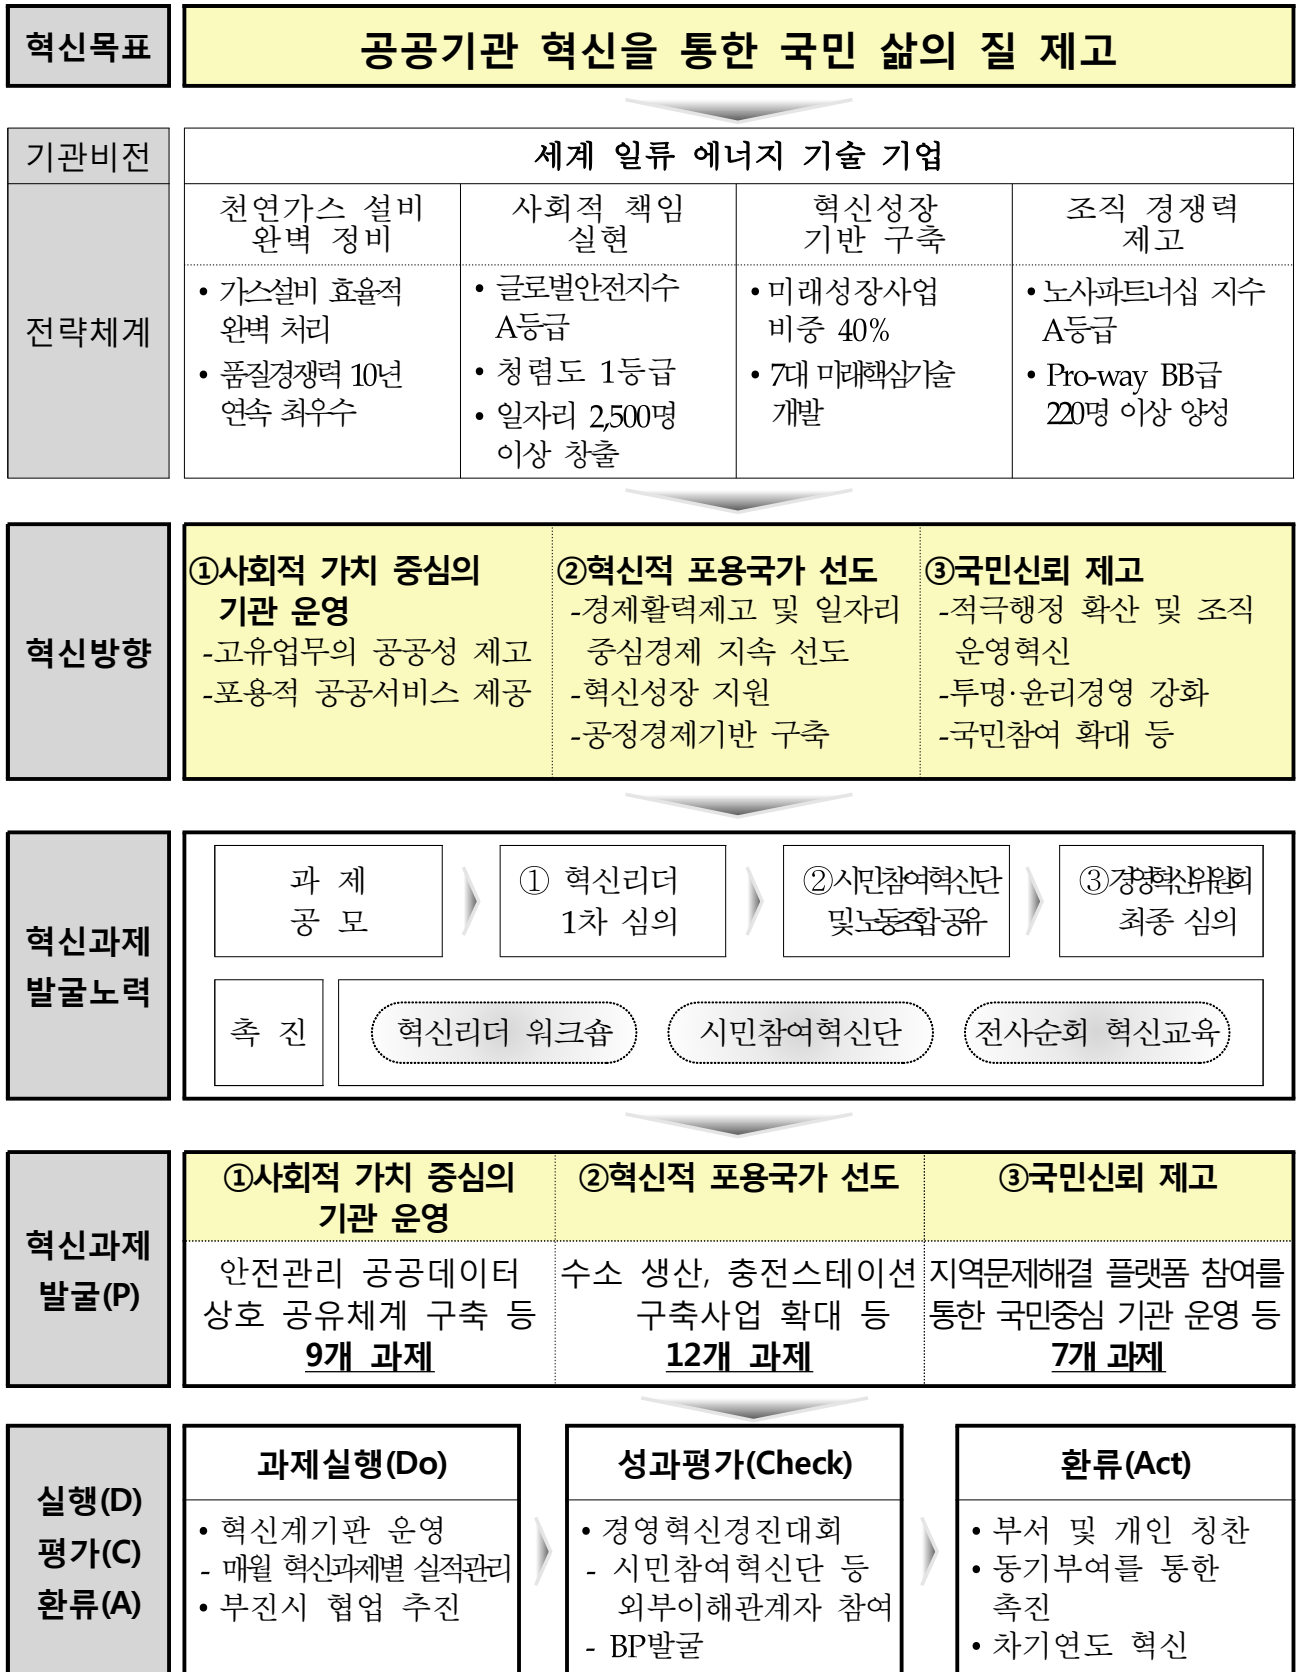 혁신목표
공공기관 혁신을 통한 국민 삶의 질 제고
기관비전
세계 일류 에너지 기술 기업
전략체계
천연가스 설비
완벽 정비
• 가스설비 효율적
완벽 처리
• 품질경쟁력 10년
연속 최우수
사회적 책임
실현
• 글로벌안전지수
A등급
• 청렴도 1등급
• 일자리 2,500명
이상 창출
혁신성장
기반 구축
• 미래성장사업
비중 40%
• 7대 미래핵심기술
개발
조직 경쟁력
제고
• 노사파트너십 지수
A등급
• Pro-way BB급
220명 이상 양성
혁신방향
①사회적 가치 중심의
기관 운영
-고유업무의 공공성 제고
-포용적 공공서비스 제공
②혁신적 포용국가 선도
-경제활력제고 및 일자리
중심경제 지속 선도
-혁신성장 지원
-공정경제기반 구축
③국민신뢰 제고
-적극행정 확산 및 조직
운영혁신
-투명·윤리경영 강화
-국민참여 확대 등
혁신과제
발굴노력
과 제
공 모
① 혁신리더
1차 심의
②시민참여혁신단
및노동조합공유
③경영혁신위원회
최종 심의
촉 진
혁신리더 워크숍
시민참여혁신단
전사순회 혁신교육
혁신과제
발굴(P)
①사회적 가치 중심의
기관 운영
안전관리 공공데이터
상호 공유체계 구축 등
9개 과제
②혁신적 포용국가 선도
수소 생산, 충전스테이션
구축사업 확대 등
12개 과제
③국민신뢰 제고
지역문제해결 플랫폼 참여를
통한 국민중심 기관 운영 등
7개 과제
실행(D)
평가(C)
환류(A)
과제실행(Do)
• 혁신계기판 운영
- 매월 혁신과제별 실적관리
• 부진시 협업 추진
성과평가(Check)
• 경영혁신경진대회
- 시민참여혁신단 등
외부이해관계자 참여
- BP발굴
환류(Act)
• 부서 및 개인 칭찬
• 동기부여를 통한
촉진
• 차기연도 혁신